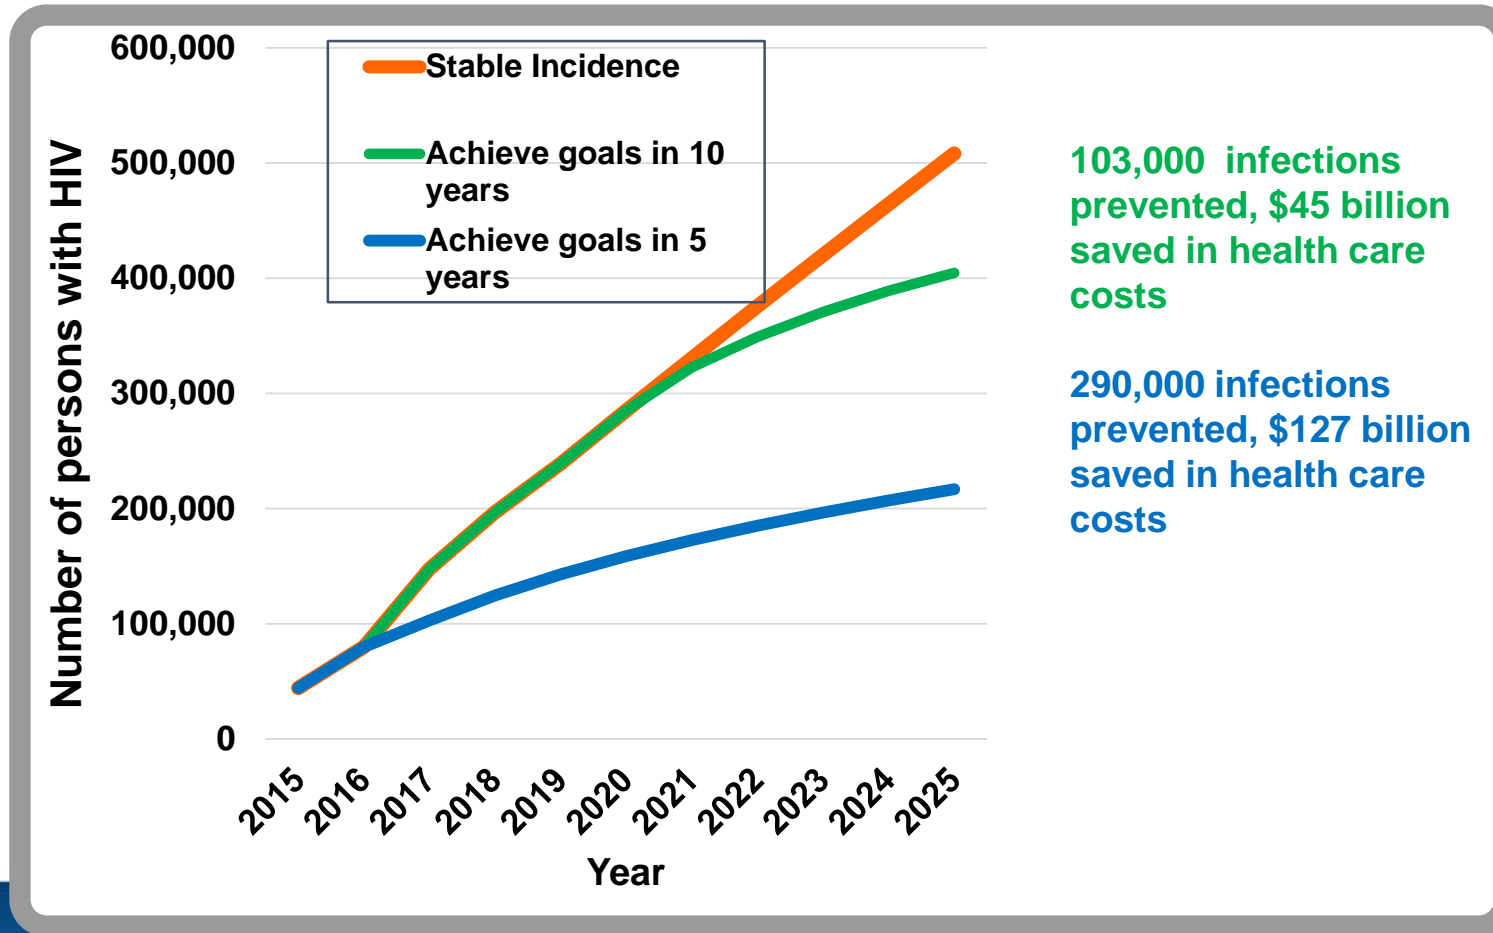 600,000
500,000
400,000
300,000
200,000
100,000
0
Number of persons with HIV
Stable Incidence
Achieve goals in 10
years
Achieve goals in 5
years
2015
2016
2017
2018
2019
2020
2021
2022
2023
2024
2025
Year
103,000  infections
prevented, $45 billion
saved in health care
costs
290,000 infections
prevented, $127 billion
saved in health care
costs